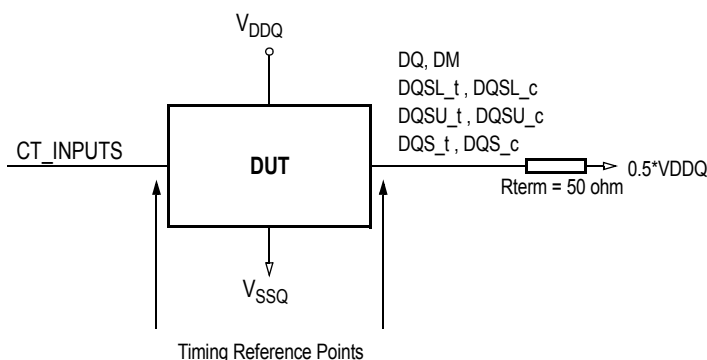 VDDQ
DQ, DM
DQSL_t , DQSL_c
DQSU_t , DQSU_c
DQS_t , DQS_c
CT_INPUTS
DUT
0.5*VDDQ
Rterm = 50 ohm
VSSQ
Timing Reference Points